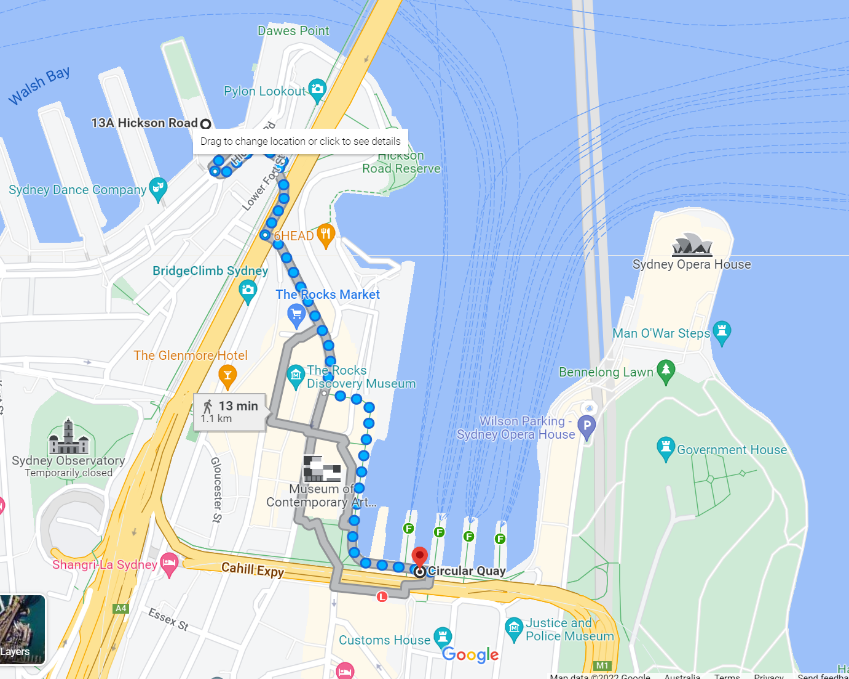 Dawes Point
Walsh Bay
Pylon Lookout
13A Hickson Road
Drag to change location or click to see details
Hickson
Road Reserve
Sydney Dance Company
Lower Fort
6HEAD
Sydney Opera House
BridgeClimb Sydney
The Rocks Market
Man O'War Steps
The Glenmore Hotel
The Rocks
Discovery Museum
Bennelong Lawn
13 min
1.1 km
Wilson Parking -
Sydney Opera House
P
Sydney Observatory
Temporarily closed
Government House
Gloucester St
Museum of
Contemporary Art...
F
F
F
F
Shangri-La Sydney
Cahill Expy
Circular Quay
L
A4
Essex St
Layers
Customs House
Justice and
Police Museum
Google
M1
Map data ©2022 Google
Australia
Terms
Privacy
Send feedba